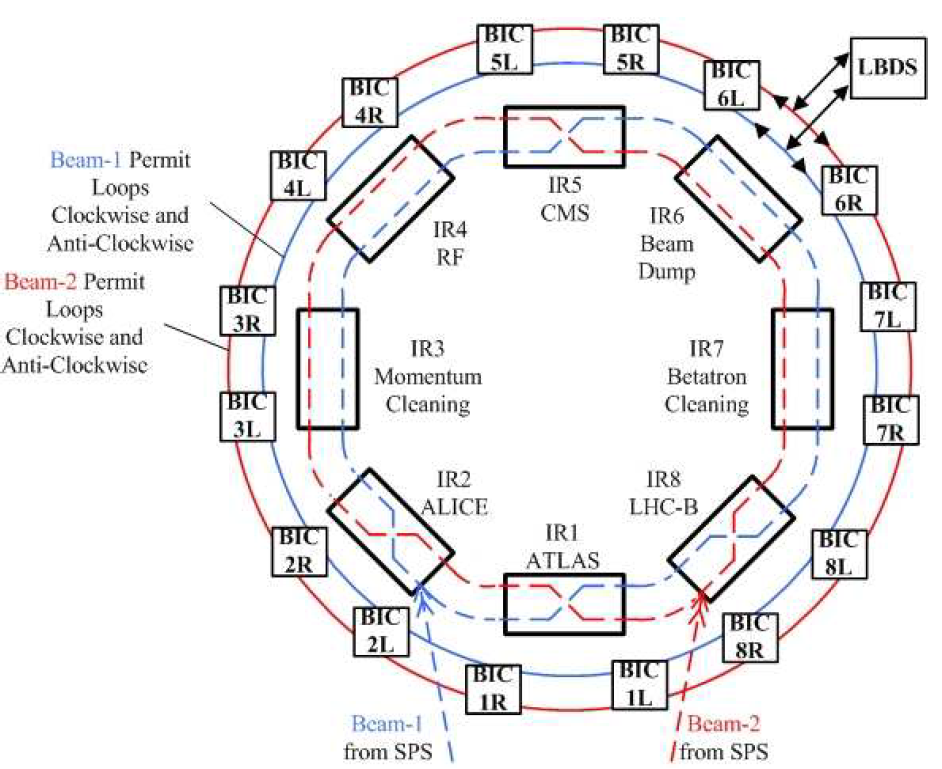 BIC
5L
BIC
5R
BIC
4R
BIC
6L
LBDS
BIC
4L
BIC
6R
Beam-1 Permit
Loops
Clockwise and
Anti-Clockwise
IR5
CMS
IR4
RF
IR6
Beam
Dump
Beam-2 Permit
Loops
Clockwise and
Anti-Clockwise
BIC
3R
BIC
7L
IR3
Momentum
Cleaning
IR7
Betatron
Cleaning
BIC
3L
BIC
7R
IR2
ALICE
IR8
LHC-B
IR1
ATLAS
BIC
2R
BIC
8L
BIC
2L
BIC
8R
BIC
1R
BIC
1L
Beam-1
from SPS
Beam-2
from SPS